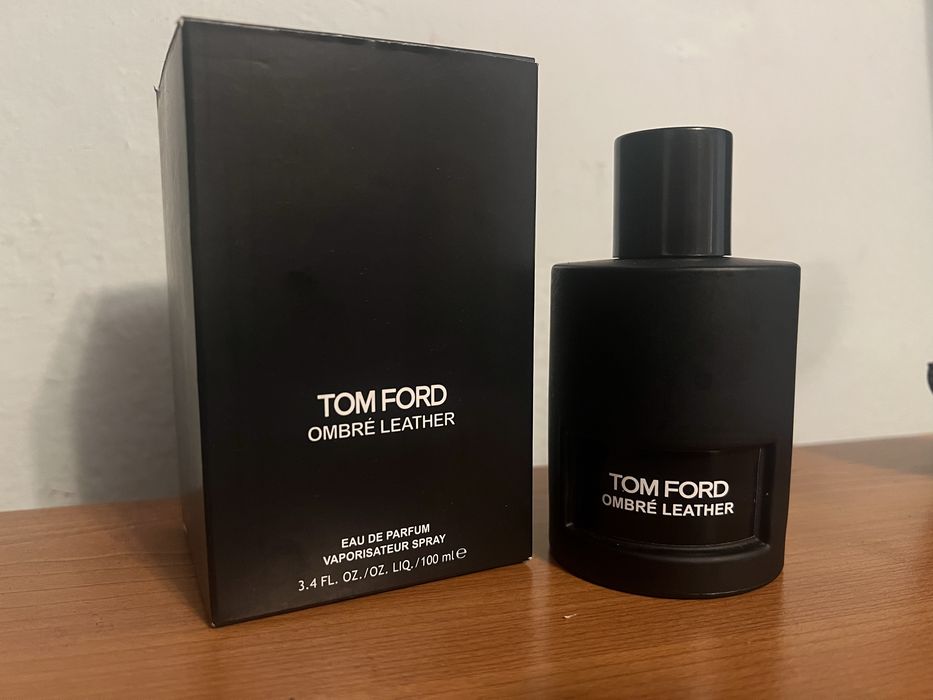 TOM FORD
OMBRÉ LEATHER
EAU DE PARFUM
VAPORISATEUR SPRAY
3.4 FL. OZ./OZ. LIQ./100 ml ℮
TOM FORD
OMBRÉ LEATHER